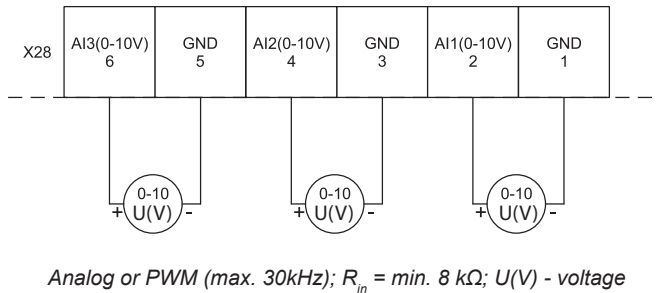 X28
AI3(0-10V) GND AI2(0-10V) GND AI1(0-10V) GND
6 5 4 3 2 1
0-10 0-10 0-10
+ U(V) - + U(V) - + U(V) -
Analog or PWM (max. 30kHz); Rin = min. 8 kΩ; U(V) - voltage